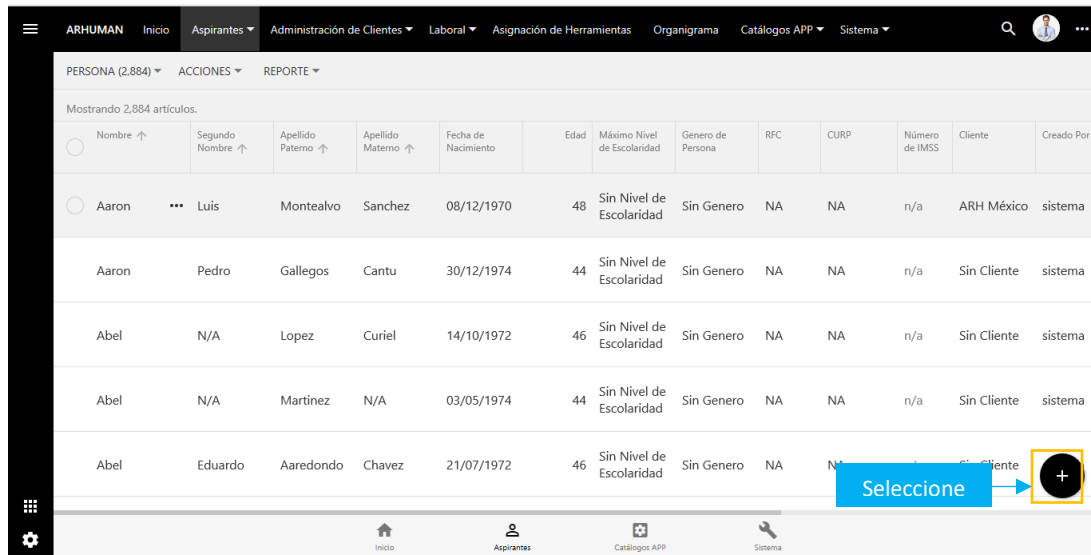 ARHUMAN Inicio Aspirantes Administración de Clientes Laboral Asignación de Herramientas Organigrama Catálogos APP Sistema
PERSONA (2,884) ACCIONES REPORTE
Mostrando 2,884 artículos.
Nombre Segundo Nombre Apellido Paterno Apellido Materno Fecha de Nacimiento Edad Máximo Nivel de Escolaridad Genero de Persona RFC CURP Número de IMSS Cliente Creado Por
Aaron ••• Luis Montealvo Sanchez 08/12/1970 48 Sin Nivel de Escolaridad Sin Genero NA NA n/a ARH México sistema
Aaron Pedro Gallegos Cantu 30/12/1974 44 Sin Nivel de Escolaridad Sin Genero NA NA n/a Sin Cliente sistema
Abel N/A Lopez Curiel 14/10/1972 46 Sin Nivel de Escolaridad Sin Genero NA NA n/a Sin Cliente sistema
Abel N/A Martinez N/A 03/05/1974 44 Sin Nivel de Escolaridad Sin Genero NA NA n/a Sin Cliente sistema
Abel Eduardo Aaredondo Chavez 21/07/1972 46 Sin Nivel de Escolaridad Sin Genero NA
Seleccione +
Inicio Aspirantes Catálogos APP Sistema